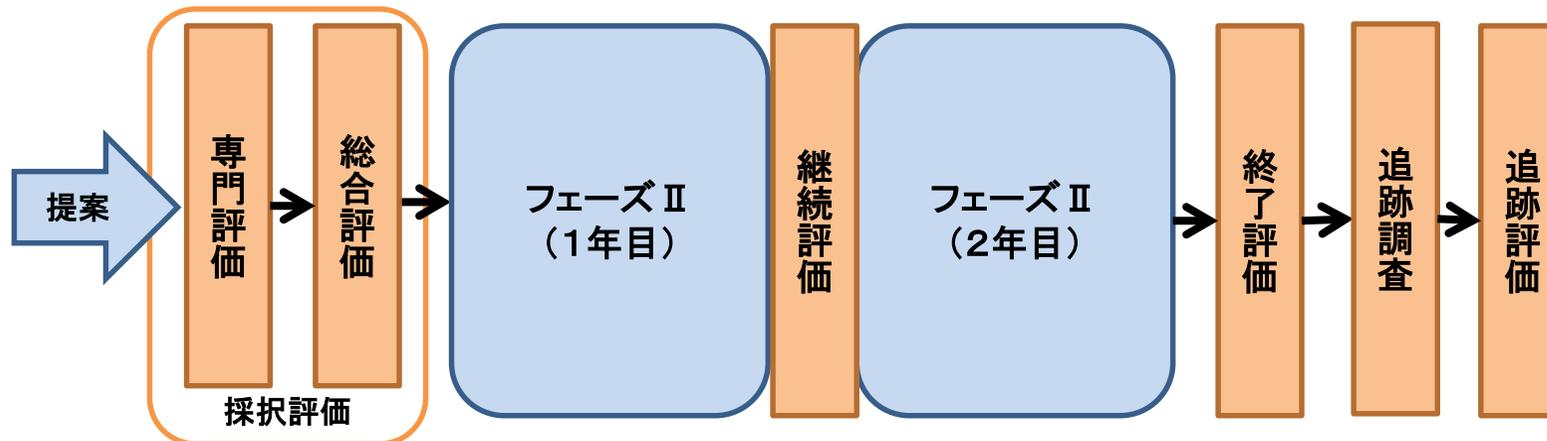 提案
専門評価
総合評価
採択評価
フェーズⅡ
（１年目）
継続評価
フェーズⅡ
（２年目）
終了評価
追跡調査
追跡評価